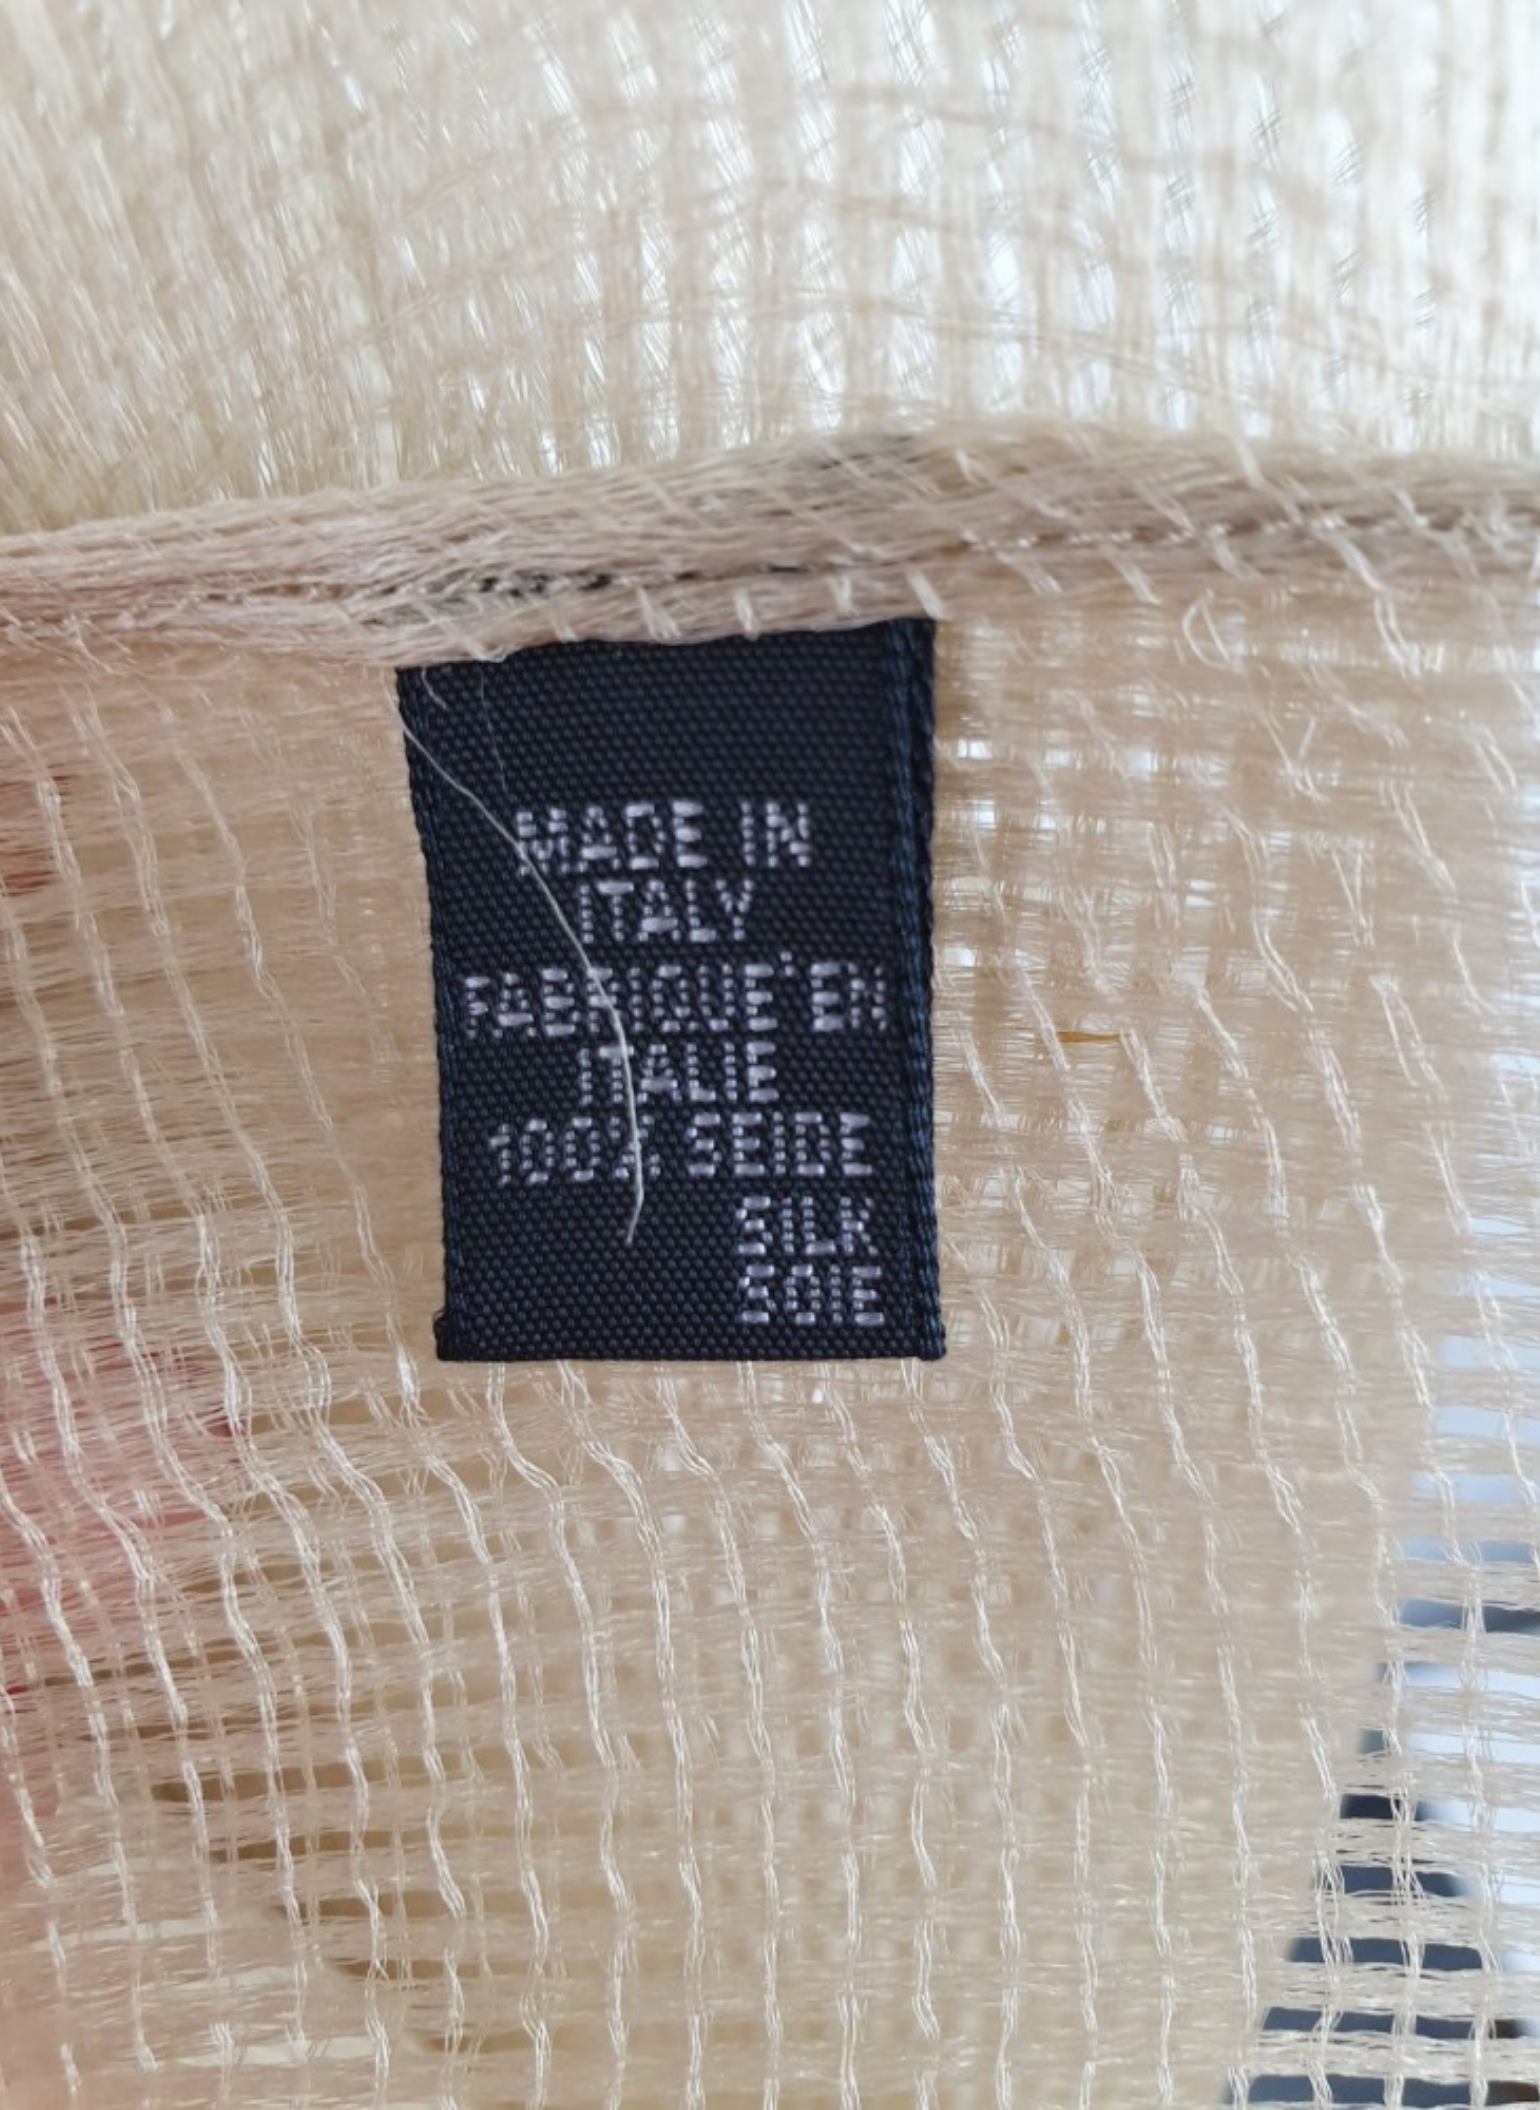 MADE IN
ITALY
FABRIQUE' EN
ITALIE
100% SEIDE
SILK
SOIE